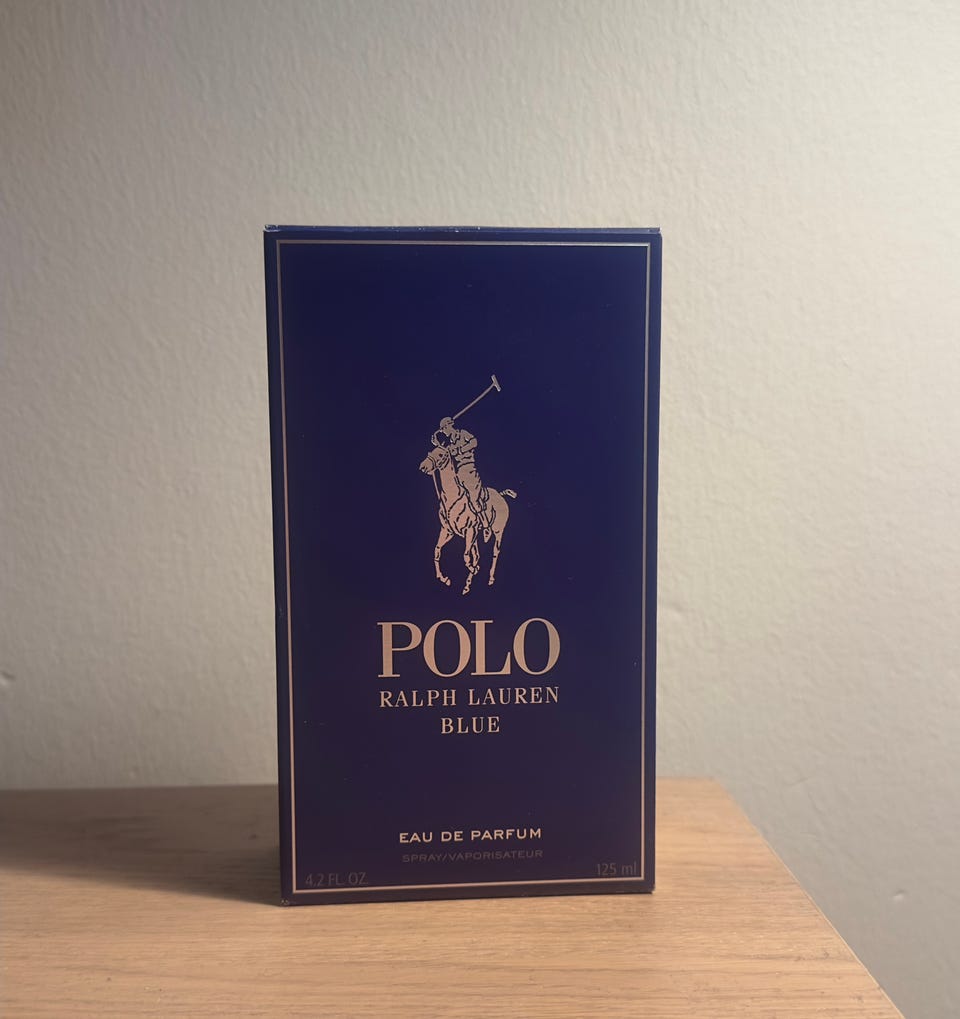 POLO
RALPH LAUREN
BLUE
EAU DE PARFUM
SPRAY/VAPORISATEUR
4.2 FL. OZ. 125 ml